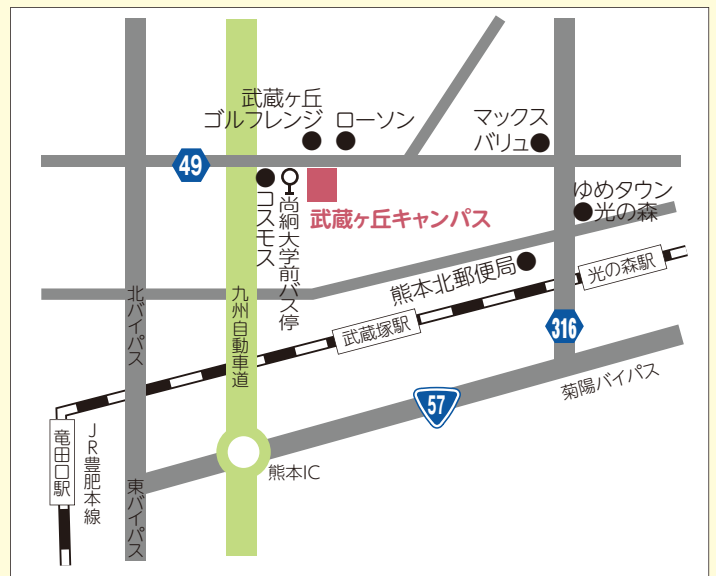 武蔵ヶ丘
ゴルフレンジ
ローソン
マックス
バリュ
49
コスモス
尚絅大学前バス停
武蔵ヶ丘キャンパス
ゆめタウン
光の森
熊本北郵便局
光の森駅
北バイパス
九州自動車道
武蔵塚駅
316
菊陽バイパス
57
竜田口駅
JR豊肥本線
熊本IC
東バイパス